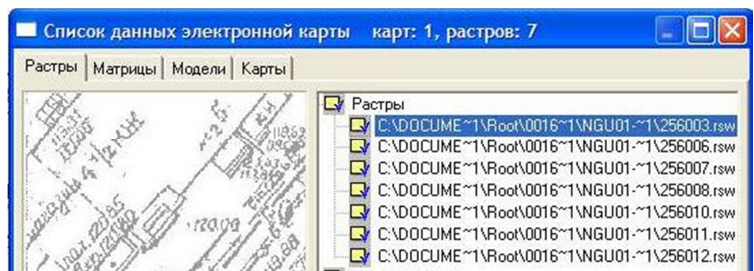 Список данных электронной карты карт: 1, растров: 7
Растры Матрицы Модели Карты
Растры
C:\DOCUME~1\Root\0016~1\NGU01-~1\256003.rsw
C:\DOCUME~1\Root\0016~1\NGU01-~1\256006.rsw
C:\DOCUME~1\Root\0016~1\NGU01-~1\256007.rsw
C:\DOCUME~1\Root\0016~1\NGU01-~1\256008.rsw
C:\DOCUME~1\Root\0016~1\NGU01-~1\256010.rsw
C:\DOCUME~1\Root\0016~1\NGU01-~1\256011.rsw
C:\DOCUME~1\Root\0016~1\NGU01-~1\256012.rsw
2КН
120.00